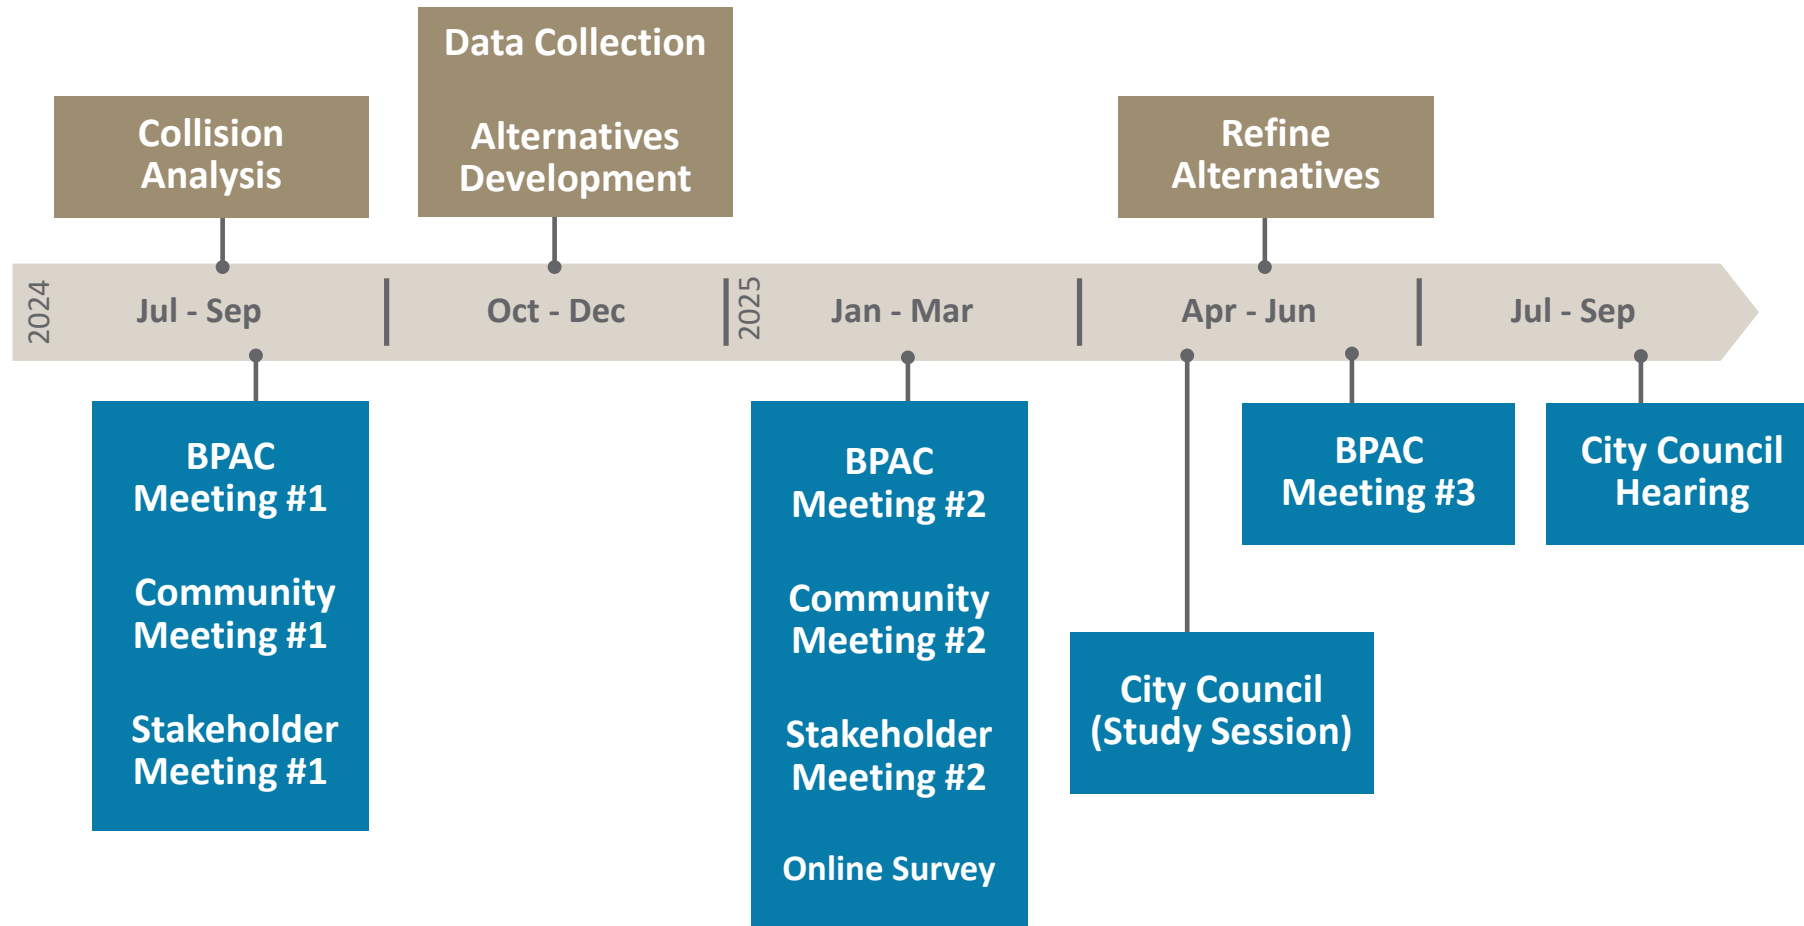 Data Collection
Alternatives
Development
Collision
Analysis
Refine
Alternatives
2024
Jul - Sep
Oct - Dec
2025
Jan - Mar
Apr - Jun
Jul - Sep
BPAC
Meeting #1
Community
Meeting #1
Stakeholder
Meeting #1
BPAC
Meeting #2
Community
Meeting #2
Stakeholder
Meeting #2
Online Survey
City Council
(Study Session)
BPAC
Meeting #3
City Council
Hearing